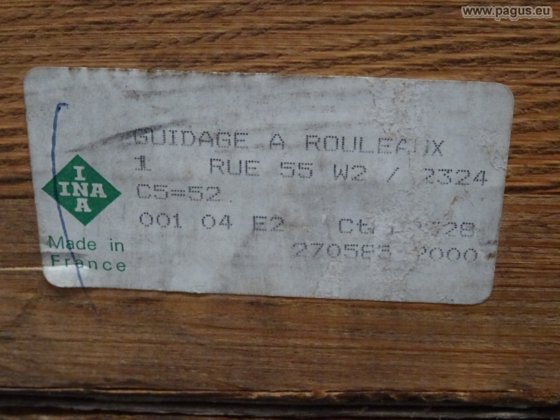 www.pagus.eu
GUIDAGE A ROULEAUX
1 RUE 55 W2 / 2324
C5=52
001 04 E2
270583 2000
INA
INA
Made in
France